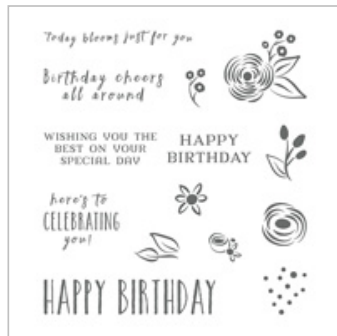 Today blooms just for you
Birthday cheers
all around
WISHING YOU THE
BEST ON YOUR
SPECIAL DAY
HAPPY
BIRTHDAY
here's to
CELEBRATING
you!
HAPPY BIRTHDAY